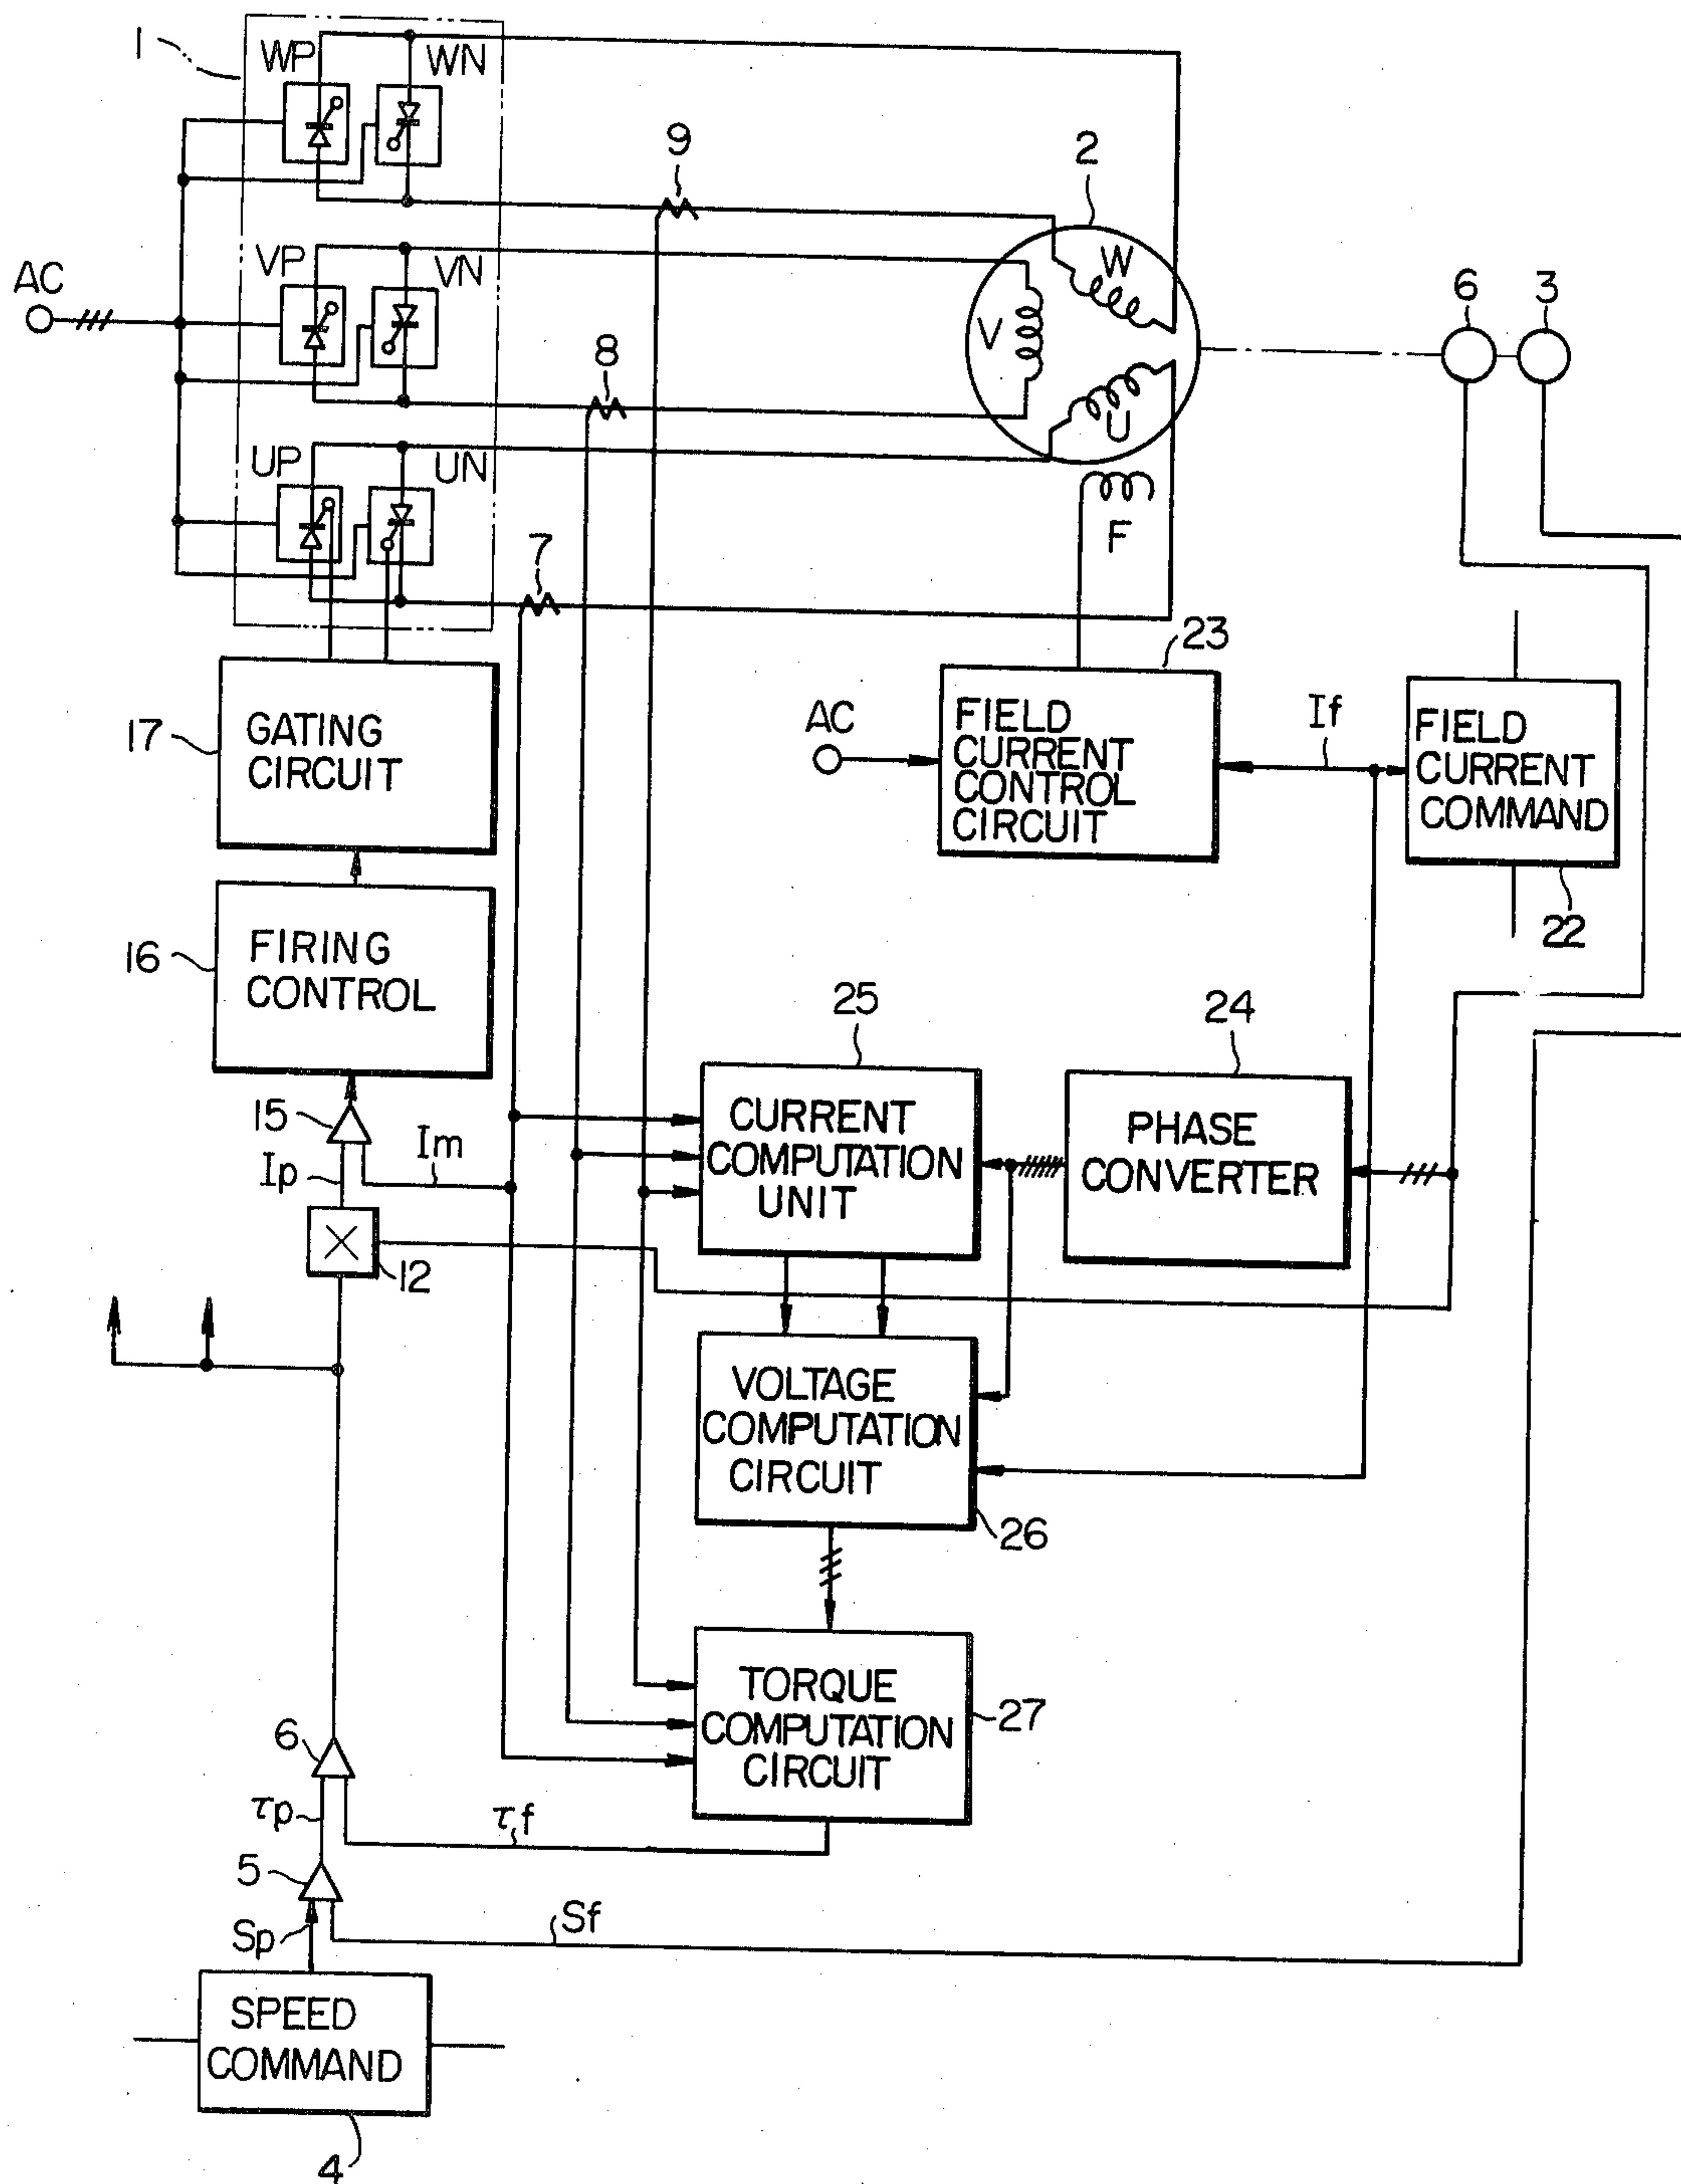 1
WP
WN
9
2
W
VP
VN
AC
6
3
V
8
U
UP
UN
F
7
23
17
GATING
CIRCUIT
AC
FIELD
CURRENT
CONTROL
CIRCUIT
If
FIELD
CURRENT
COMMAND
22
16
FIRING
CONTROL
25
24
15
Ip
Im
CURRENT
COMPUTATION
UNIT
PHASE
CONVERTER
12
VOLTAGE
COMPUTATION
CIRCUIT
26
TORQUE
COMPUTATION
CIRCUIT
27
6
τp
τf
5
Sp
Sf
SPEED
COMMAND
4